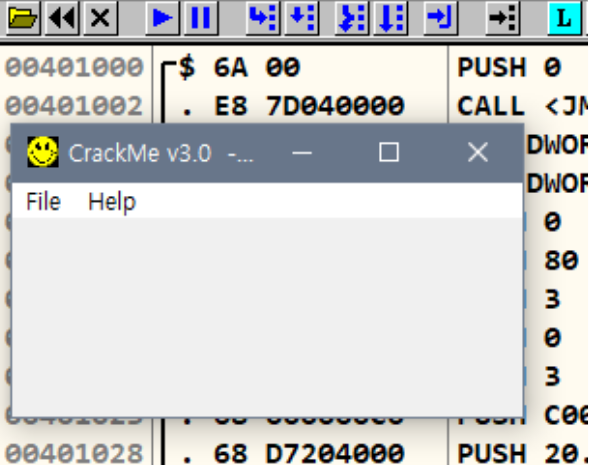 L
00401000 $ 6A 00 PUSH 0
00401002 . E8 7D040000 CALL <JM
CrackMe v3.0 -...
DWOF
DWOF
File Help
0
80
3
0
3
00401028 . 68 D7204000 PUSH 20.